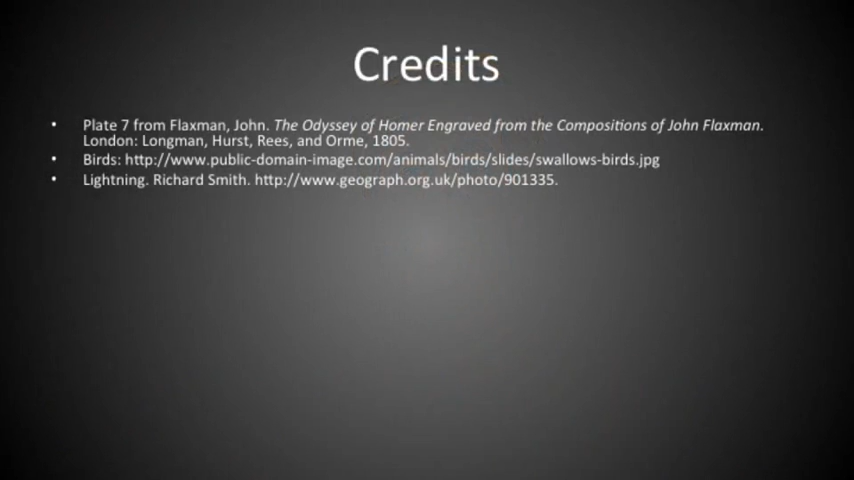 Credits
• Plate 7 from Flaxman, John. The Odyssey of Homer Engraved from the Compositions of John Flaxman.
London: Longman, Hurst, Rees, and Orme, 1805.
• Birds: http://www.public-domain-image.com/animals/birds/slides/swallows-birds.jpg
• Lightning. Richard Smith. http://www.geograph.org.uk/photo/901335.